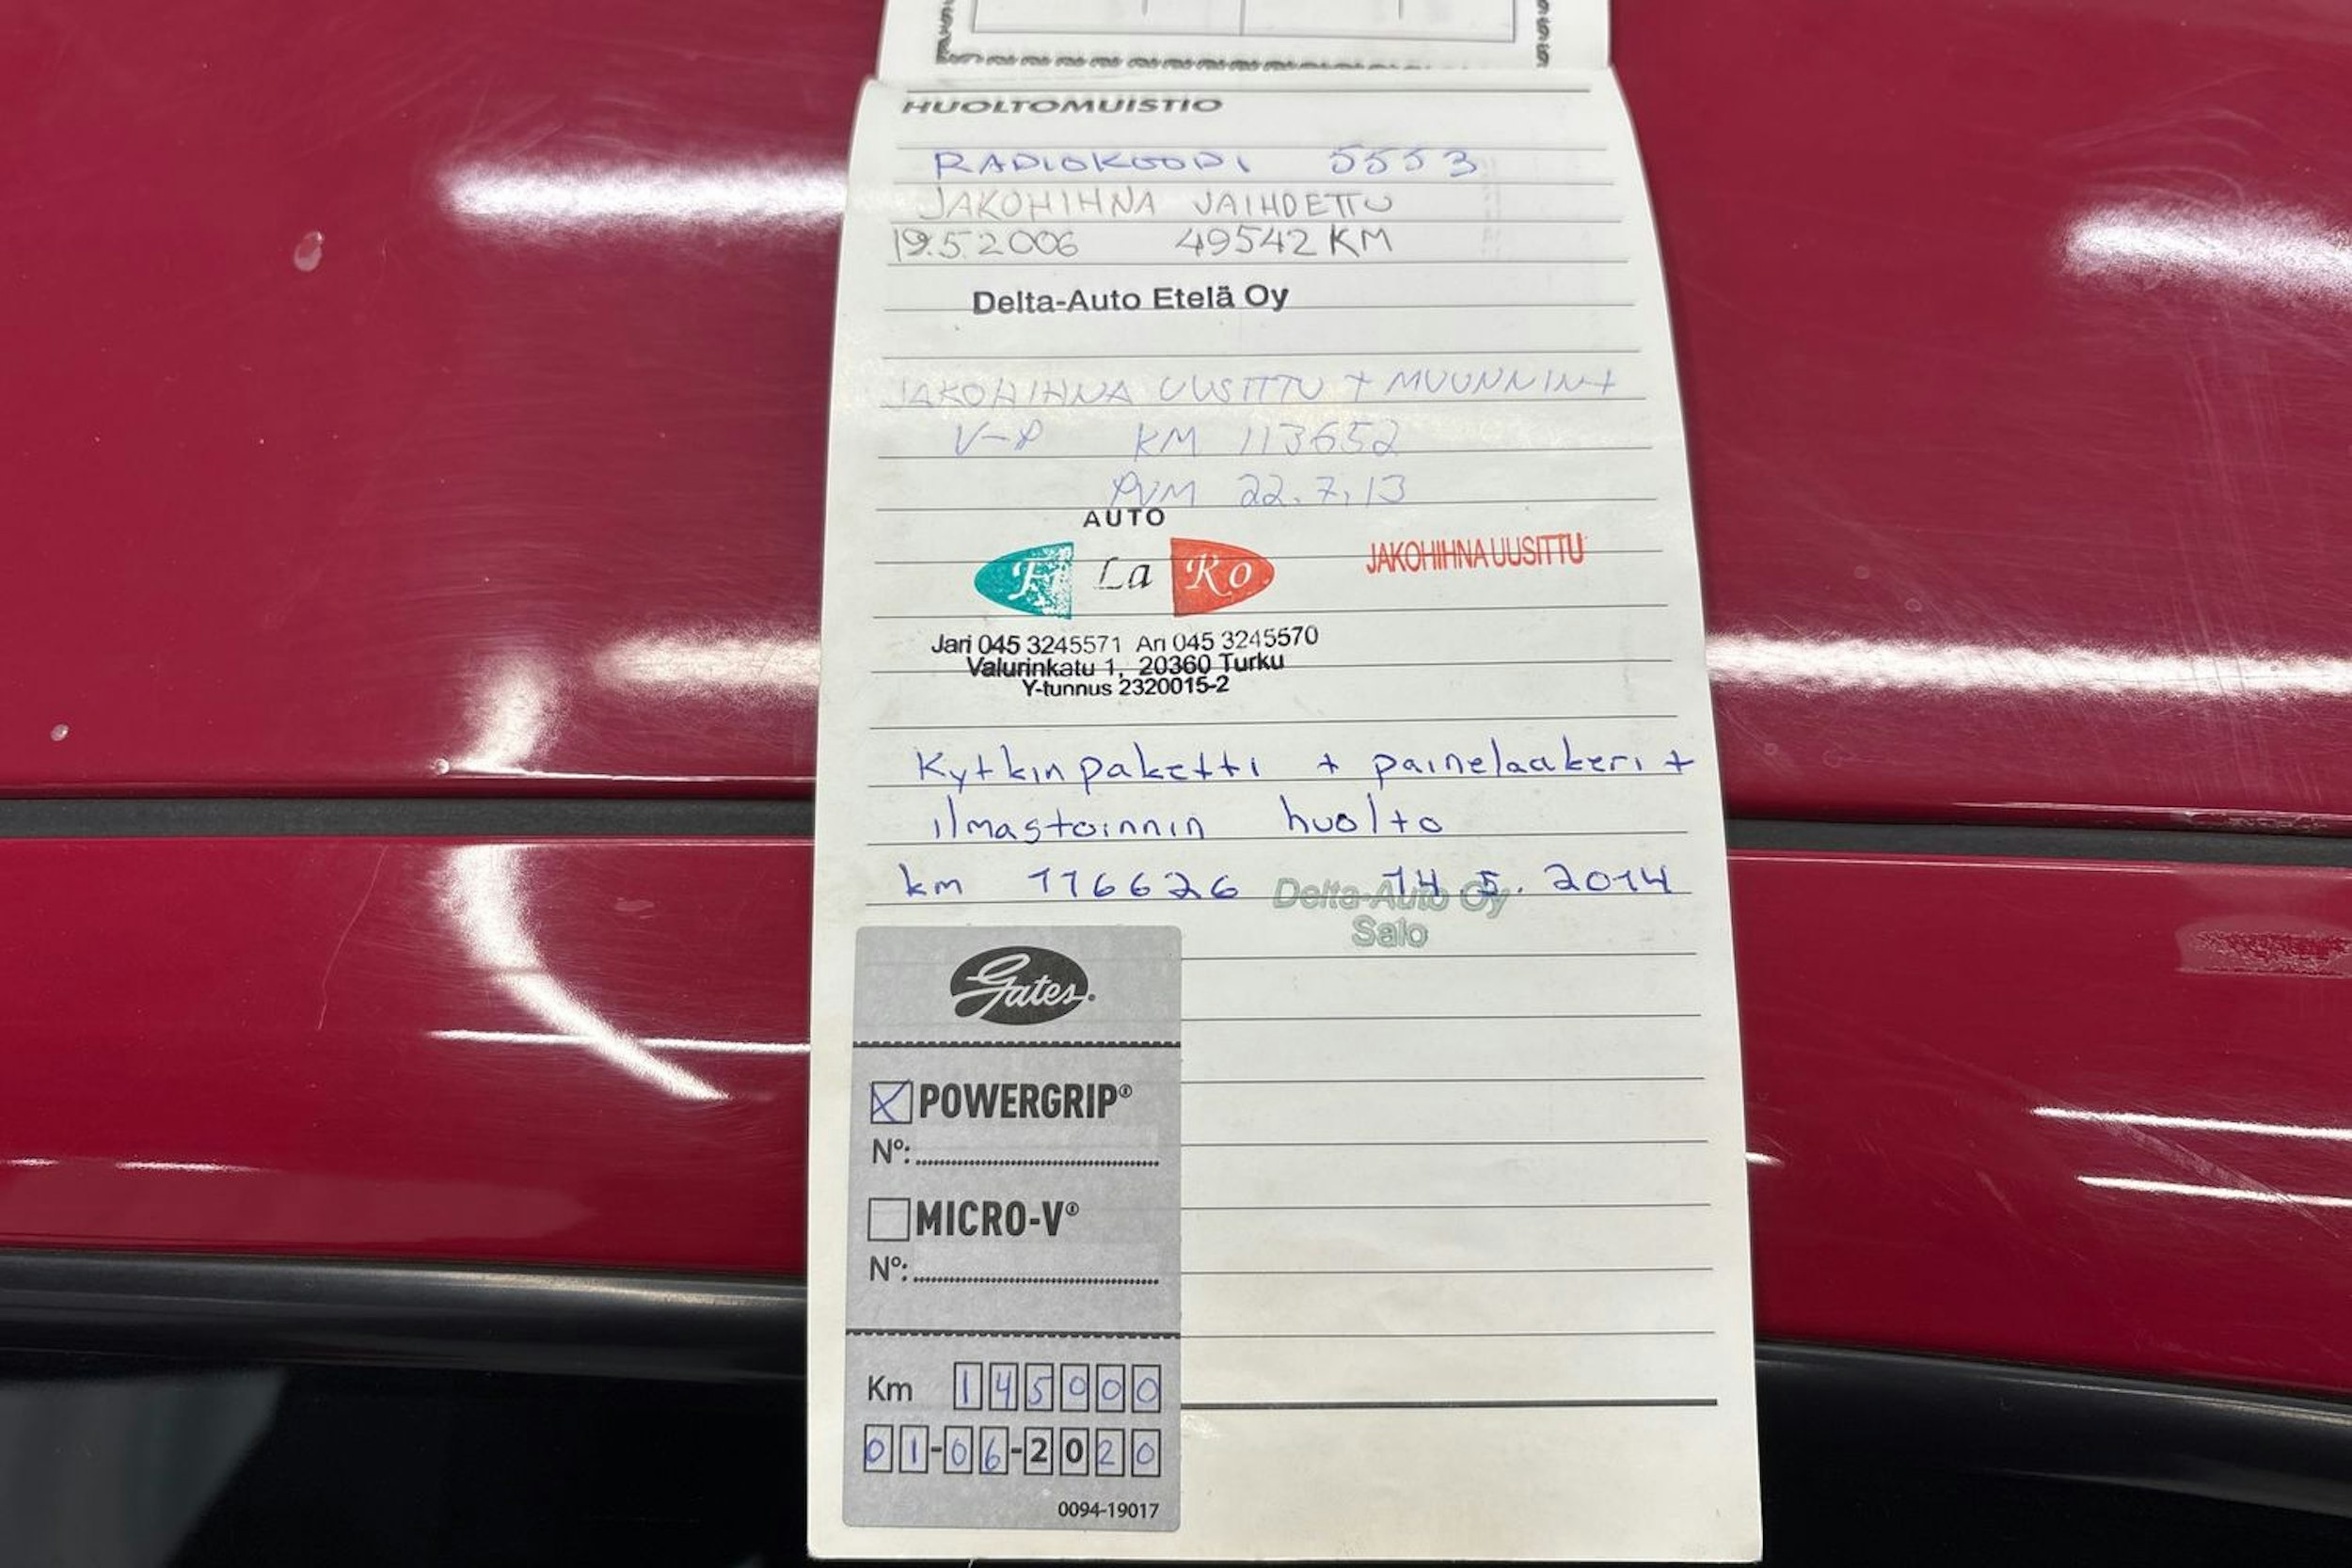 HUOLTOMUISTIO
RADIOKOODI 5553
JAKOHIHNA VAIHDETTU
19.5.2006 49542 KM
Delta-Auto Etelä Oy
JAKOHIHNA UUSITTU + MUUNNIN+
V-P KM 113652
PVM 22.7.13
AUTO
Fi La Ro
JAKOHIHNA UUSITTU
Jari 045 3245571 Ari 045 3245570
Valurinkatu 1, 20360 Turku
Y-tunnus 2320015-2
Kytkinpaketti + painelaakeri +
ilmastoinnin huolto
km 116626 14.5.2014
Delta-Auto Oy
Salo
Gates
POWERGRIP®
Nº:
MICRO-V®
Nº:
Km 145000
01-06-2020
0094-19017